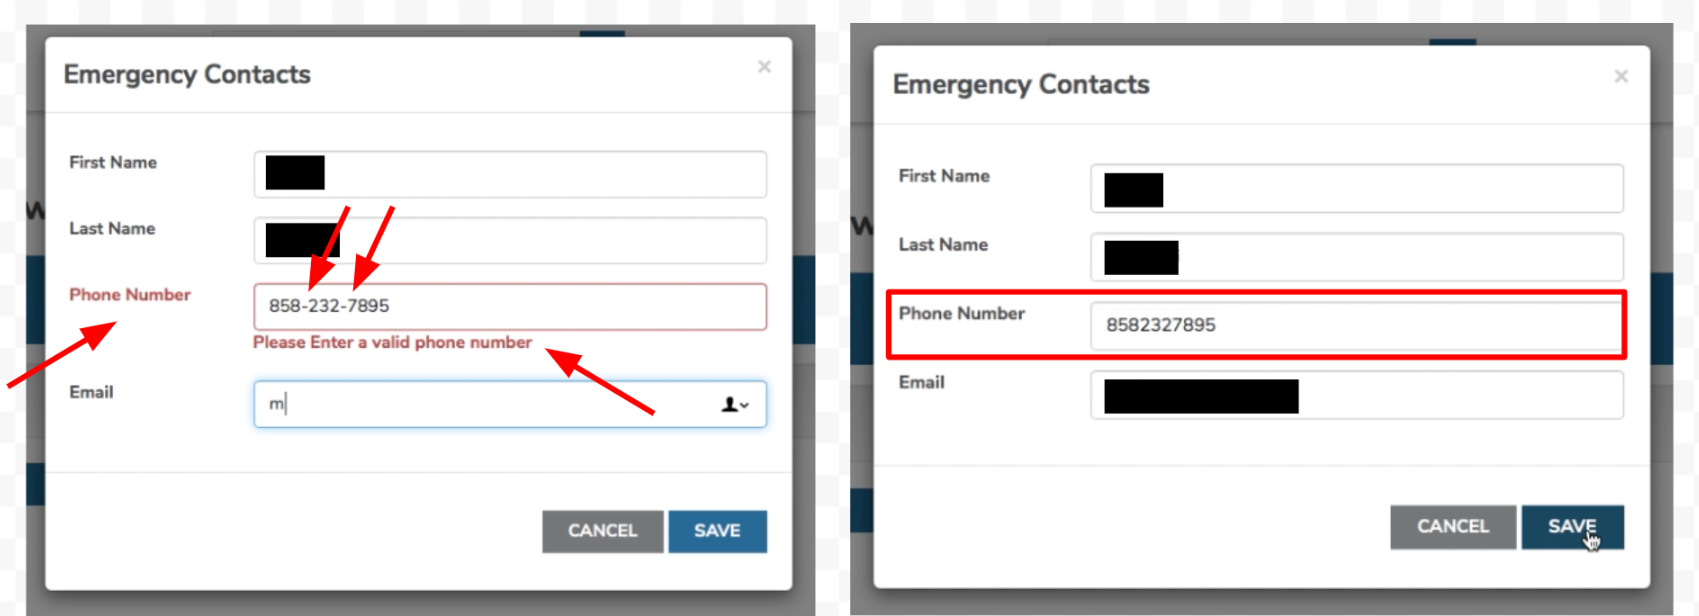 Emergency Contacts
×
First Name
Last Name
Phone Number
858-232-7895
Please Enter a valid phone number
Email
m
CANCEL
SAVE
Emergency Contacts
×
First Name
Last Name
Phone Number
8582327895
Email
CANCEL
SAVE